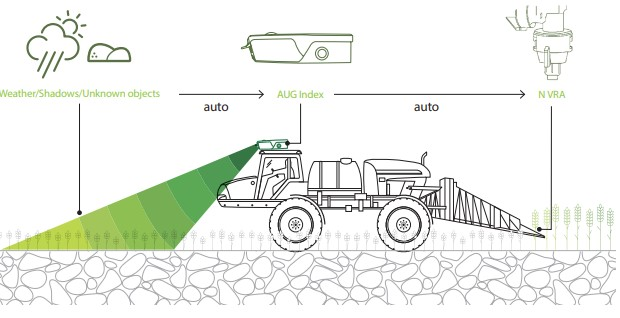 Weather/Shadows/Unknown objects
auto
AUG Index
auto
N VRA